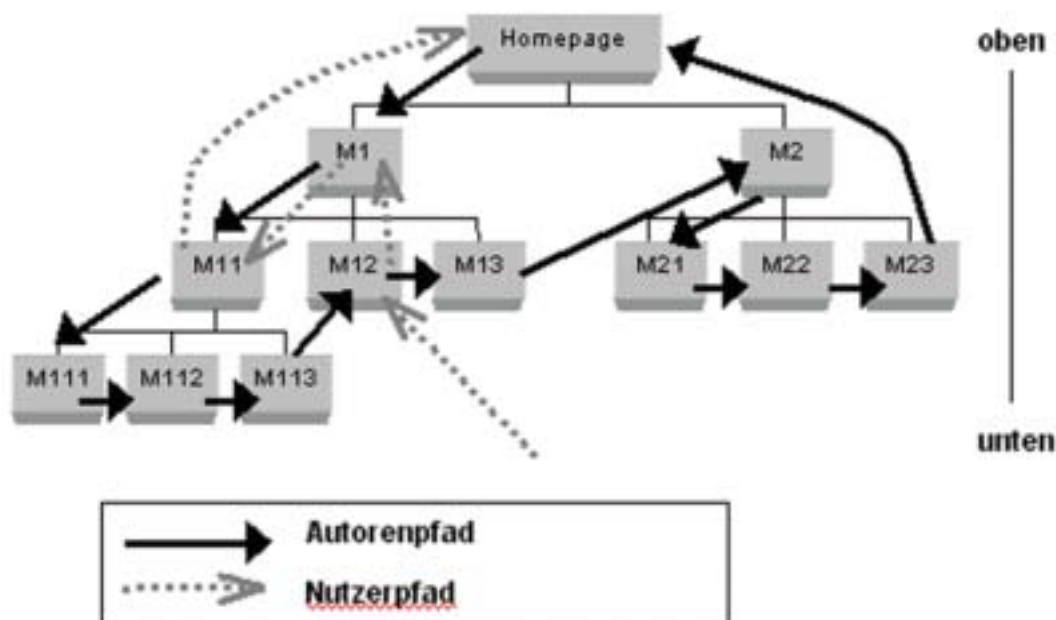 Homepage
oben
M1
M2
M11
M12
M13
M21
M22
M23
M111
M112
M113
unten
Autorenpfad
Nutzerpfad